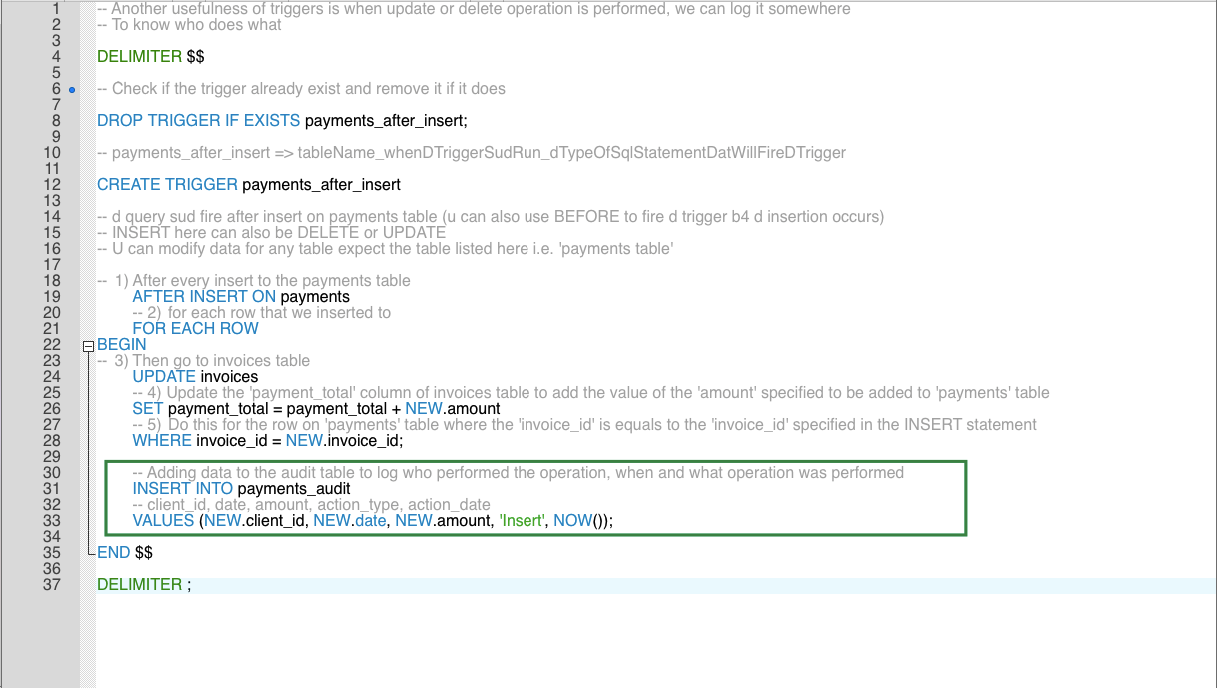 1 -- Another usefulness of triggers is when update or delete operation is performed, we can log it somewhere
2 -- To know who does what
3
4 DELIMITER $$
5
6 -- Check if the trigger already exist and remove it if it does
7
8 DROP TRIGGER IF EXISTS payments_after_insert;
9
10 -- payments_after_insert => tableName_whenDTriggerSudRun_dTypeOfSqlStatementDatWillFireDTrigger
11
12 CREATE TRIGGER payments_after_insert
13
14 -- d query sud fire after insert on payments table (u can also use BEFORE to fire d trigger b4 d insertion occurs)
15 -- INSERT here can also be DELETE or UPDATE
16 -- U can modify data for any table expect the table listed here i.e. 'payments table'
17
18 -- 1) After every insert to the payments table
19 AFTER INSERT ON payments
20 -- 2) for each row that we inserted to
21 FOR EACH ROW
22 BEGIN
23 -- 3) Then go to invoices table
24 UPDATE invoices
25 -- 4) Update the 'payment_total' column of invoices table to add the value of the 'amount' specified to be added to 'payments' table
26 SET payment_total = payment_total + NEW.amount
27 -- 5) Do this for the row on 'payments' table where the 'invoice_id' is equals to the 'invoice_id' specified in the INSERT statement
28 WHERE invoice_id = NEW.invoice_id;
29
30 -- Adding data to the audit table to log who performed the operation, when and what operation was performed
31 INSERT INTO payments_audit
32 -- client_id, date, amount, action_type, action_date
33 VALUES (NEW.client_id, NEW.date, NEW.amount, 'Insert', NOW());
34
35 END $$
36
37 DELIMITER ;